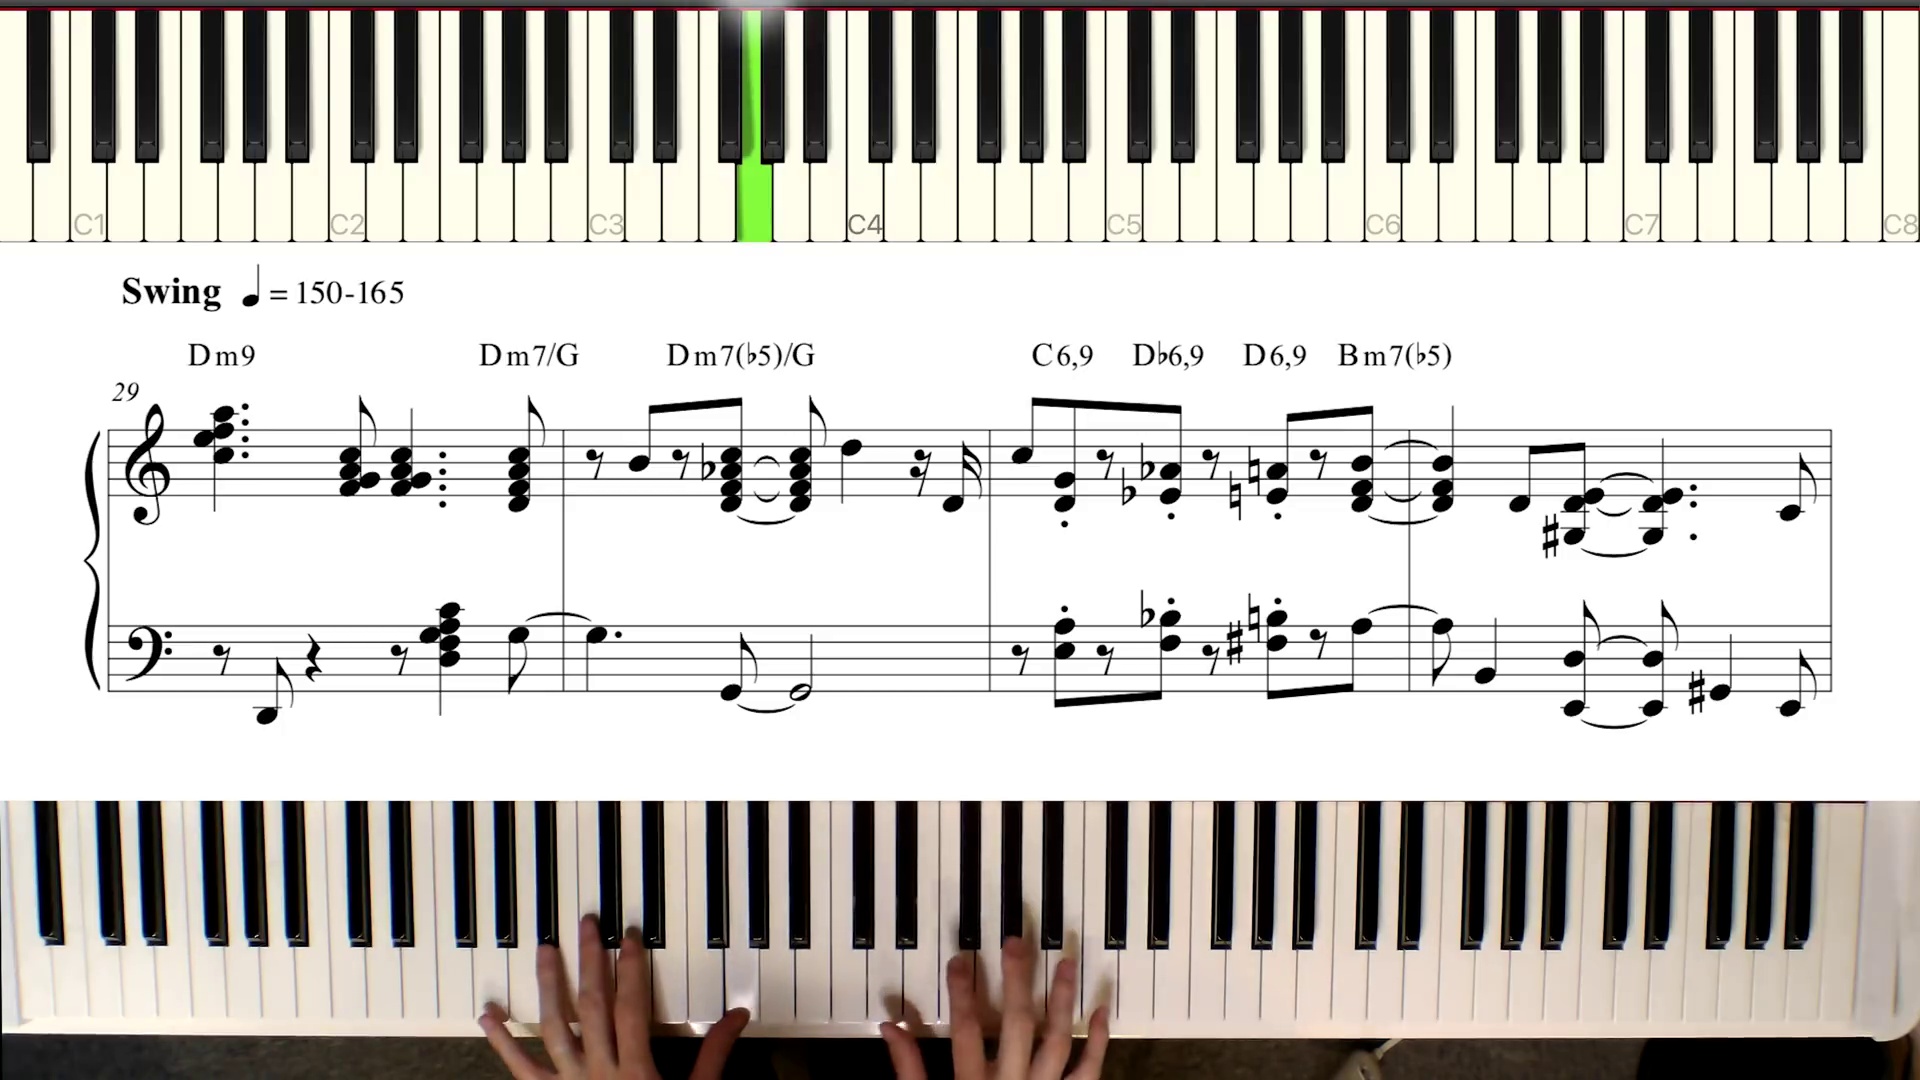 C1 C2 C3 C4 C5 C6 C7 C8
Swing ♩ = 150-165
Dm9 Dm7/G Dm7(♭5)/G C6,9 D♭6,9 D6,9 Bm7(♭5)
29